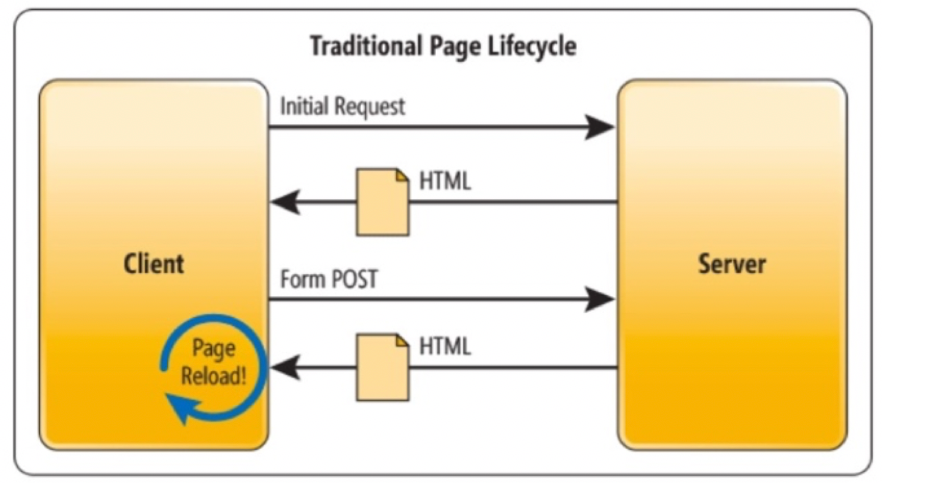 Traditional Page Lifecycle
Initial Request
HTML
Client
Server
Form POST
HTML
Page
Reload!